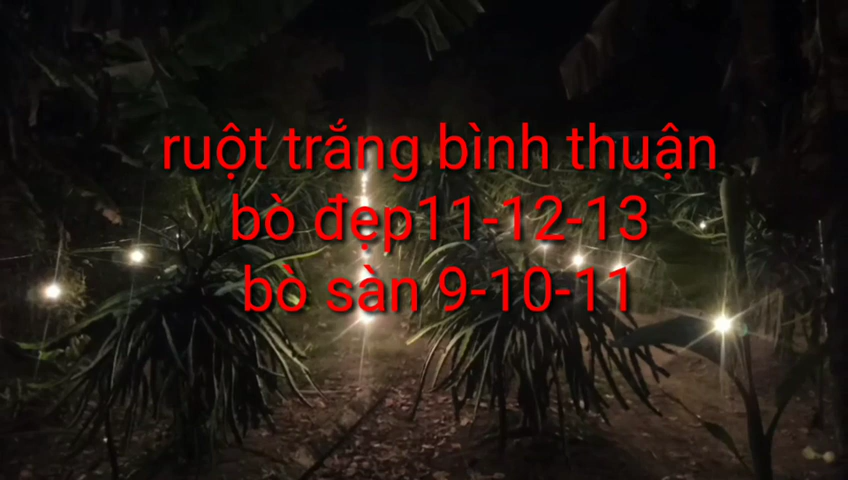 ruột trắng bình thuận
bò đẹp11-12-13
bò sàn 9-10-11